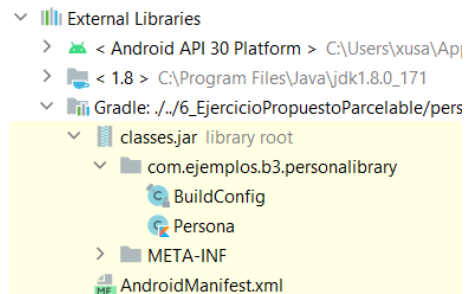 External Libraries
< Android API 30 Platform > C:\Users\xusa\App
< 1.8 > C:\Program Files\Java\jdk1.8.0_171
Gradle: ./../6_EjercicioPropuestoParcelable/pers
classes.jar library root
com.ejemplos.b3.personalibrary
BuildConfig
Persona
META-INF
AndroidManifest.xml